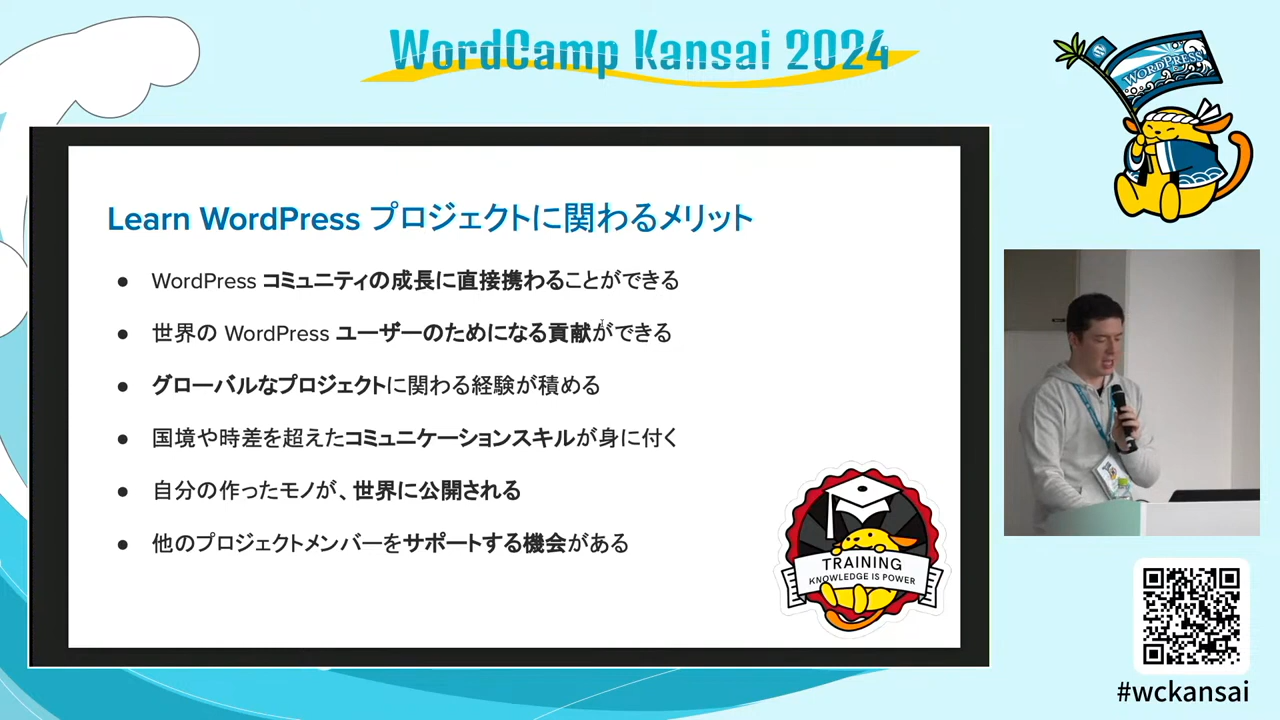 WordCamp Kansai 2024
WORDPRESS
Learn WordPress プロジェクトに関わるメリット
● WordPress コミュニティの成長に直接携わることができる
● 世界の WordPress ユーザーのためになる貢献ができる
● グローバルなプロジェクトに関わる経験が積める
● 国境や時差を超えたコミュニケーションスキルが身に付く
● 自分の作ったモノが、世界に公開される
● 他のプロジェクトメンバーをサポートする機会がある
TRAINING
KNOWLEDGE IS POWER
#wckansai